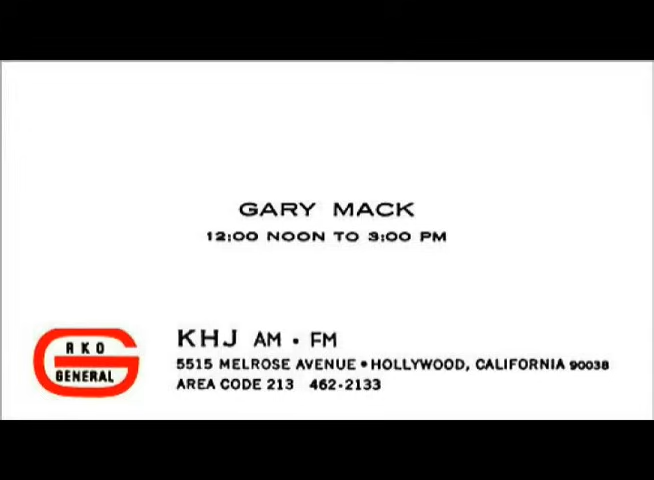 GARY MACK
12:00 NOON TO 3:00 PM
KHJ AM • FM
5515 MELROSE AVENUE • HOLLYWOOD, CALIFORNIA 90038
AREA CODE 213 462-2133
RKO
GENERAL